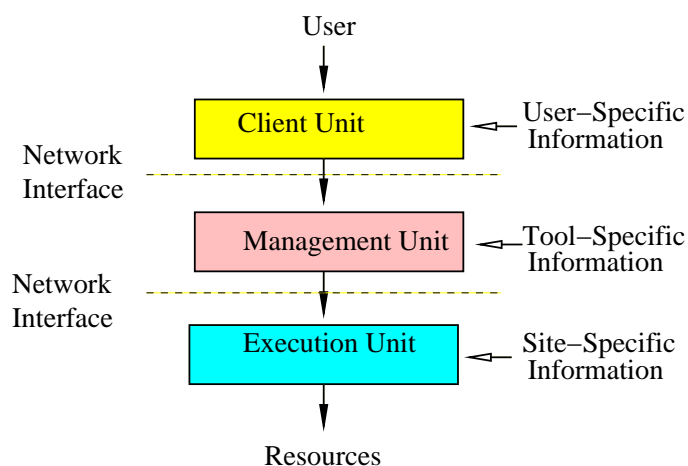 User
Client Unit
User−Specific
Information
Network
Interface
Management Unit
Tool−Specific
Information
Network
Interface
Execution Unit
Site−Specific
Information
Resources